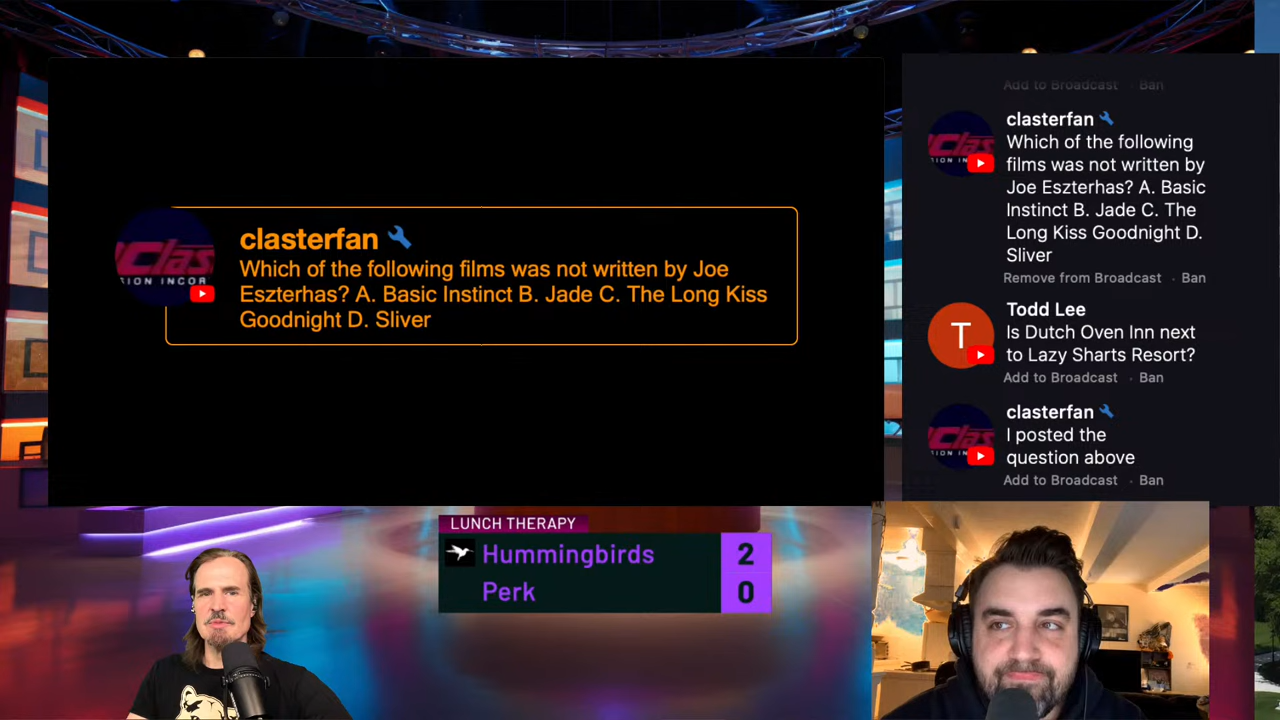 clasterfan
Which of the following films was not written by Joe
Eszterhas? A. Basic Instinct B. Jade C. The Long Kiss
Goodnight D. Sliver
Add to Broadcast · Ban
clasterfan
Which of the following
films was not written by
Joe Eszterhas? A. Basic
Instinct B. Jade C. The
Long Kiss Goodnight D.
Sliver
Remove from Broadcast · Ban
T
Todd Lee
Is Dutch Oven Inn next
to Lazy Sharts Resort?
Add to Broadcast · Ban
clasterfan
I posted the
question above
Add to Broadcast · Ban
LUNCH THERAPY
Hummingbirds 2
Perk 0